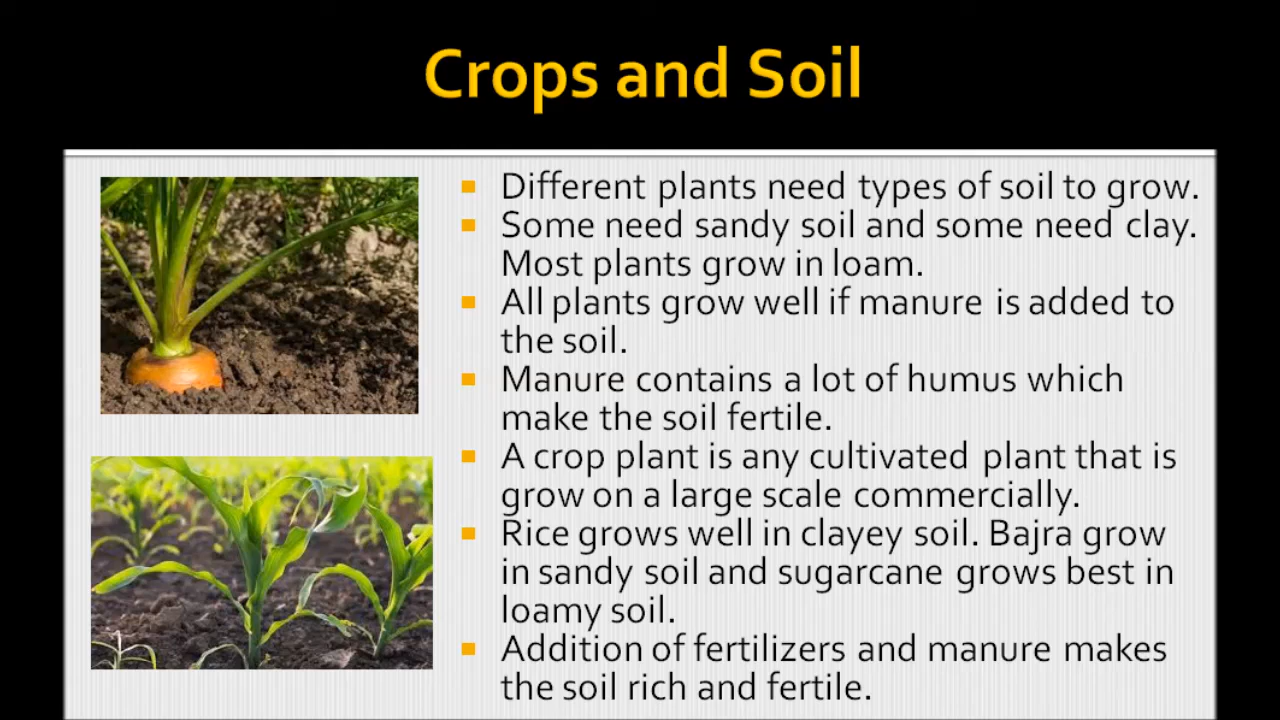 Crops and Soil
Different plants need types of soil to grow.
Some need sandy soil and some need clay.
Most plants grow in loam.
All plants grow well if manure is added to
the soil.
Manure contains a lot of humus which
make the soil fertile.
A crop plant is any cultivated plant that is
grow on a large scale commercially.
Rice grows well in clayey soil. Bajra grow
in sandy soil and sugarcane grows best in
loamy soil.
Addition of fertilizers and manure makes
the soil rich and fertile.